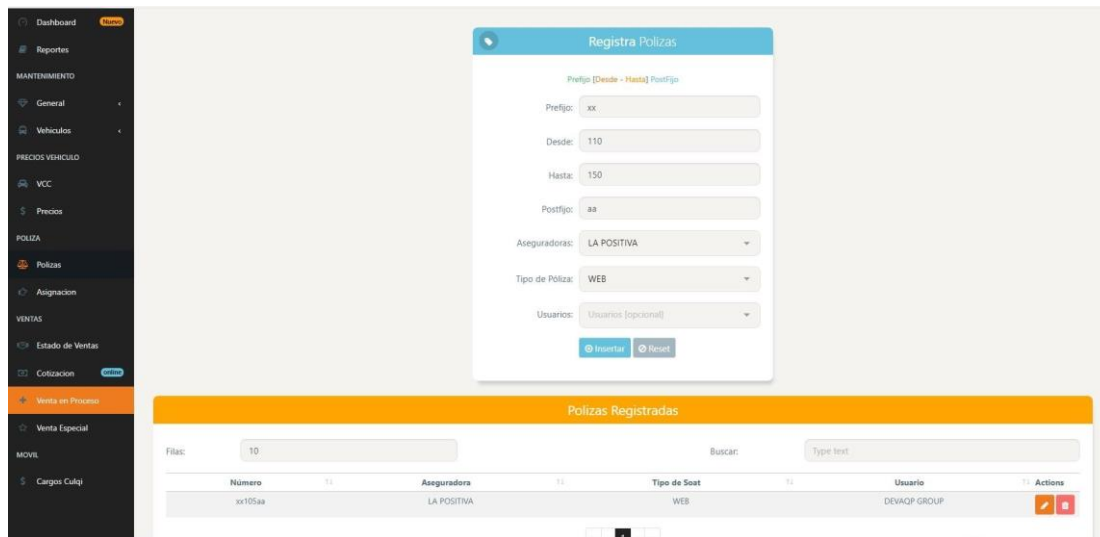 Dashboard Nuevo
Reportes
MANTENIMIENTO
General
Vehiculos
PRECIOS VEHICULO
VCC
Precios
POLIZA
Polizas
Asignacion
VENTAS
Estado de Ventas
Cotizacion online
Venta en Proceso
Venta Especial
MOVIL
Cargos Culqi
Registra Polizas
Prefijo [Desde - Hasta] PostFijo
Prefijo: xx
Desde: 110
Hasta: 150
Postfijo: aa
Aseguradoras: LA POSITIVA
Tipo de Póliza: WEB
Usuarios: Usuarios (opcional)
Insertar Reset
Polizas Registradas
Filas: 10 Buscar: Type text
Número Aseguradora Tipo de Soat Usuario Actions
xx105aa LA POSITIVA WEB DEVAQP GROUP
1